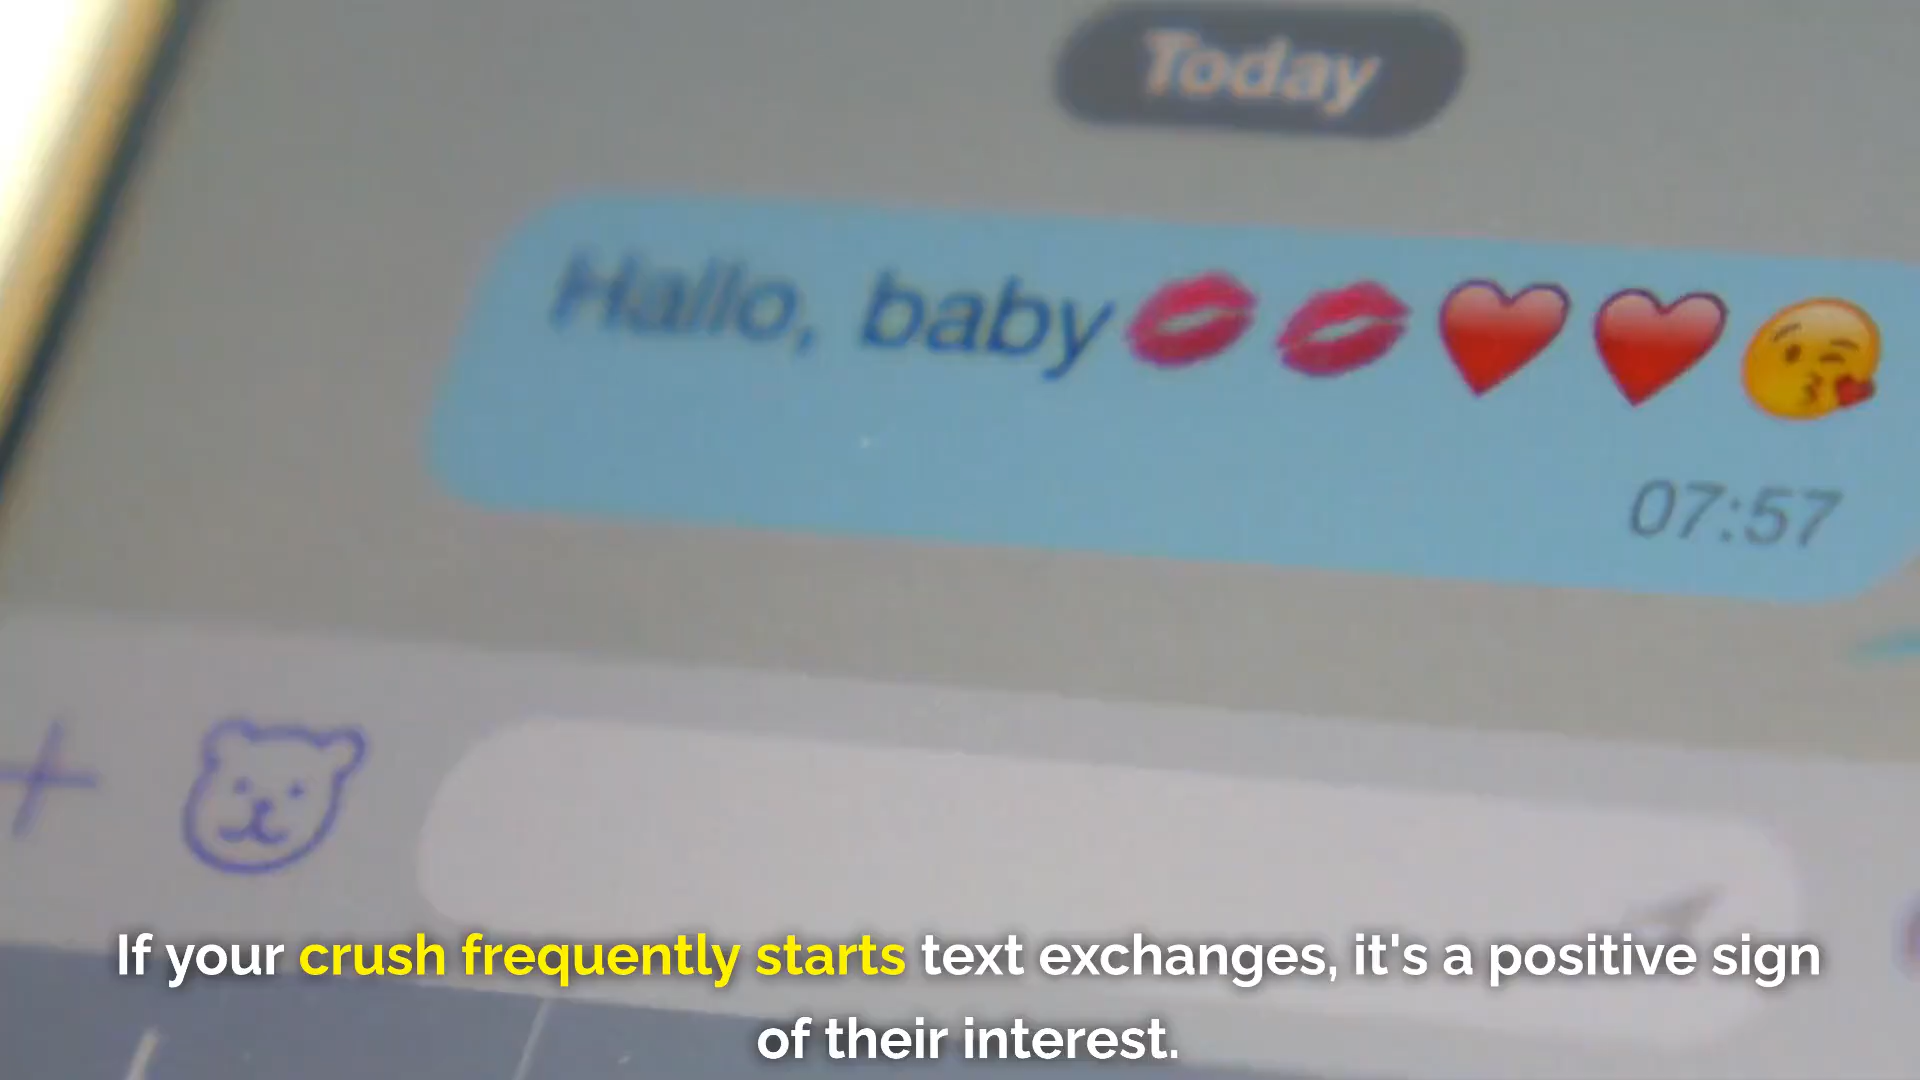 Today
Hallo, baby💋💋❤️❤️😘
07:57
If your crush frequently starts text exchanges, it's a positive sign
of their interest.